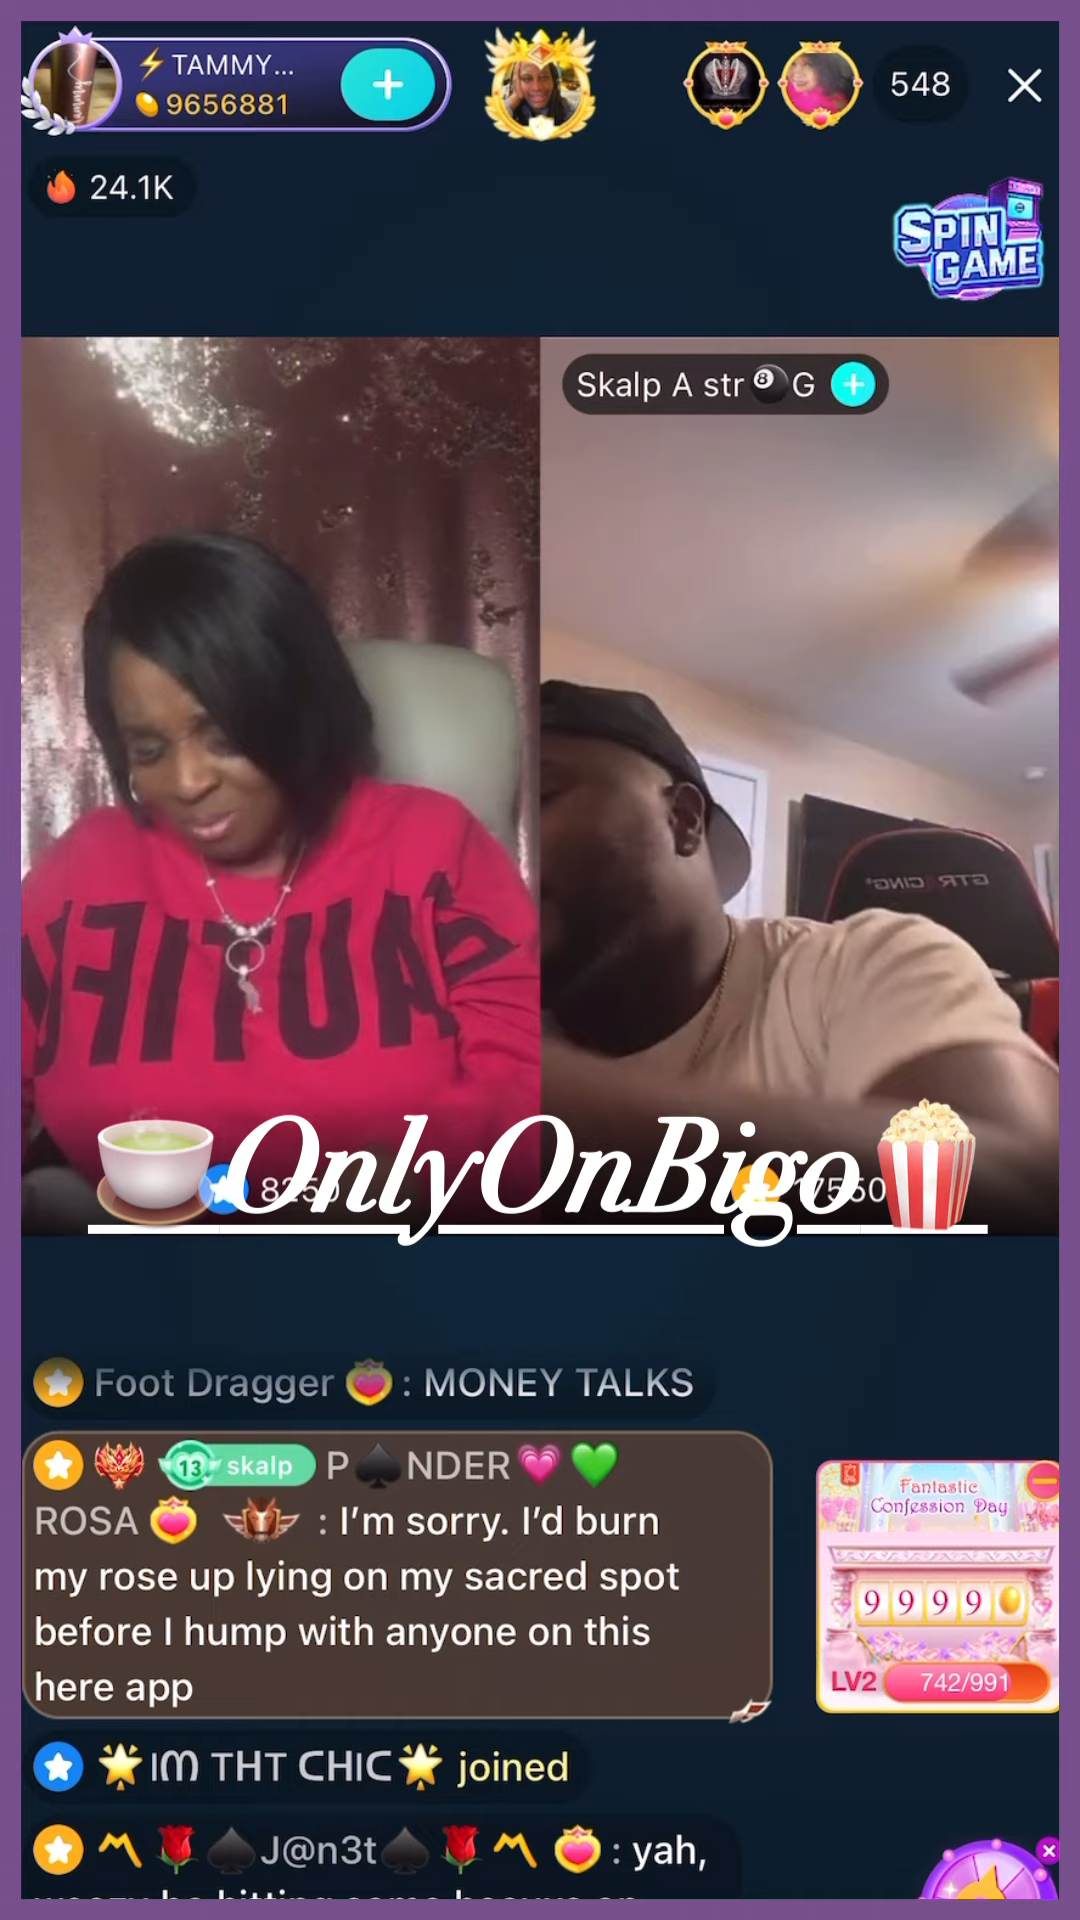 ⚡ TAMMY...
9656881
548
24.1K
SPIN GAME
Skalp A str🎱G
GTRACING
AUTIFU
🍵OnlyOnBigo🍿
Foot Dragger : MONEY TALKS
13 skalp P♠️NDER💗💚
ROSA : I'm sorry. I'd burn
my rose up lying on my sacred spot
before I hump with anyone on this
here app
Fantastic
Confession Day
9 9 9 9
LV2 742/991
🌟IM THT CHIC🌟 joined
〽️🌹♠️J@n3t♠️🌹〽️ : yah,